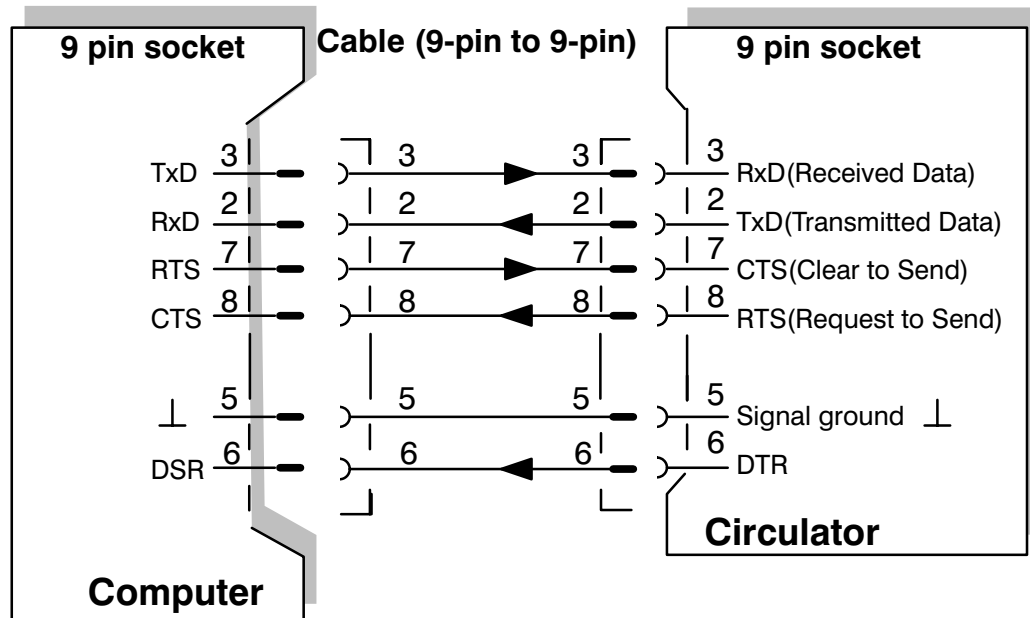 9 pin socket Cable (9-pin to 9-pin) 9 pin socket
TxD 3 3 3 3 RxD(Received Data)
RxD 2 2 2 2 TxD(Transmitted Data)
RTS 7 7 7 7 CTS(Clear to Send)
CTS 8 8 8 8 RTS(Request to Send)
5 5 5 5 Signal ground
DSR 6 6 6 6 DTR
Circulator
Computer